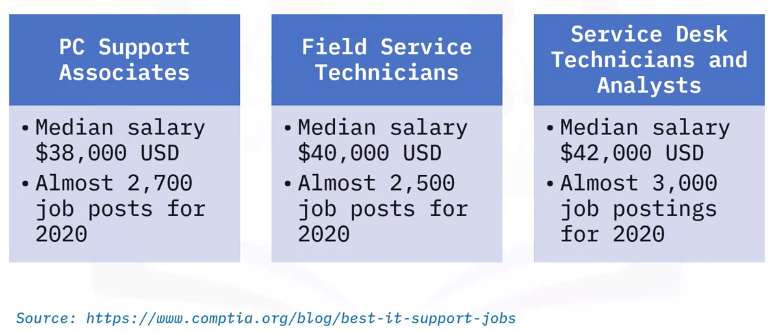 PC Support
Associates
• Median salary
$38,000 USD
• Almost 2,700
job posts for
2020
Field Service
Technicians
• Median salary
$40,000 USD
• Almost 2,500
job posts for
2020
Service Desk
Technicians and
Analysts
• Median salary
$42,000 USD
• Almost 3,000
job postings
for 2020
Source: https://www.comptia.org/blog/best-it-support-jobs